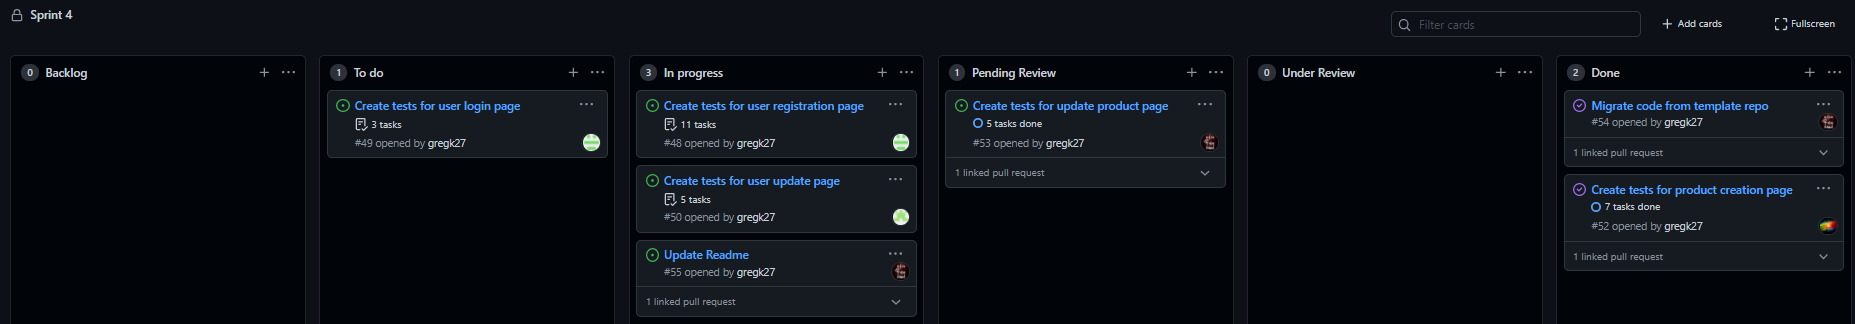 Sprint 4
Filter cards
Add cards
Fullscreen
0 Backlog
1 To do
Create tests for user login page
3 tasks
#49 opened by gregk27
3 In progress
Create tests for user registration page
11 tasks
#48 opened by gregk27
Create tests for user update page
5 tasks
#50 opened by gregk27
Update Readme
#55 opened by gregk27
1 linked pull request
1 Pending Review
Create tests for update product page
5 tasks done
#53 opened by gregk27
1 linked pull request
0 Under Review
2 Done
Migrate code from template repo
#54 opened by gregk27
1 linked pull request
Create tests for product creation page
7 tasks done
#52 opened by gregk27
1 linked pull request